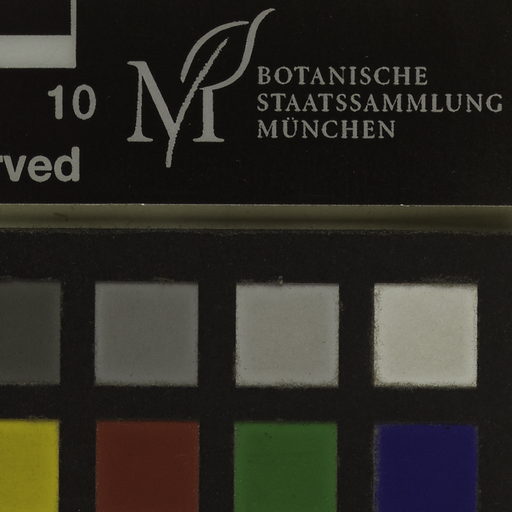 10
BOTANISCHE
STAATSSAMMLUNG
MÜNCHEN
rved